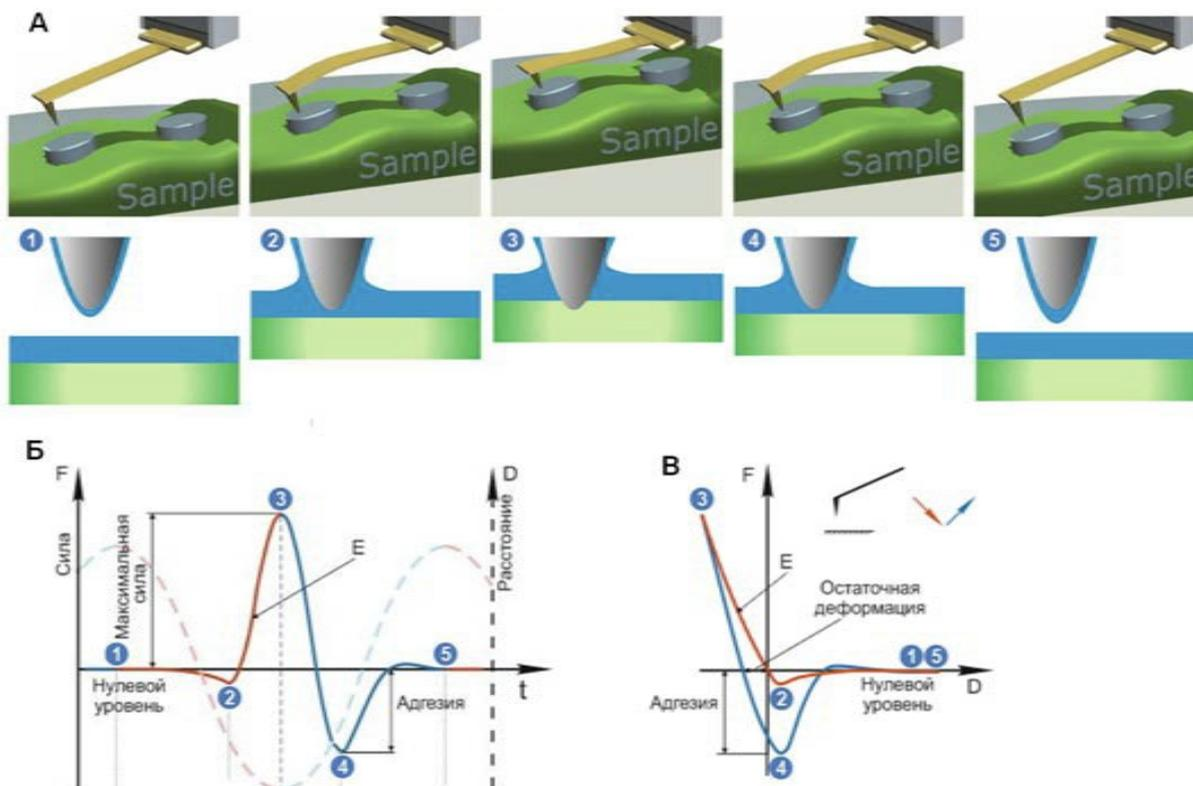 А
Sample
Sample
Sample
Sample
Sample
1
2
3
4
5
Б
F
D
Сила
Максимальная
сила
3
E
Расстояние
1
Нулевой
уровень
2
4
Адгезия
5
t
В
F
3
E
Остаточная
деформация
1
5
2
Нулевой
уровень
D
Адгезия
4